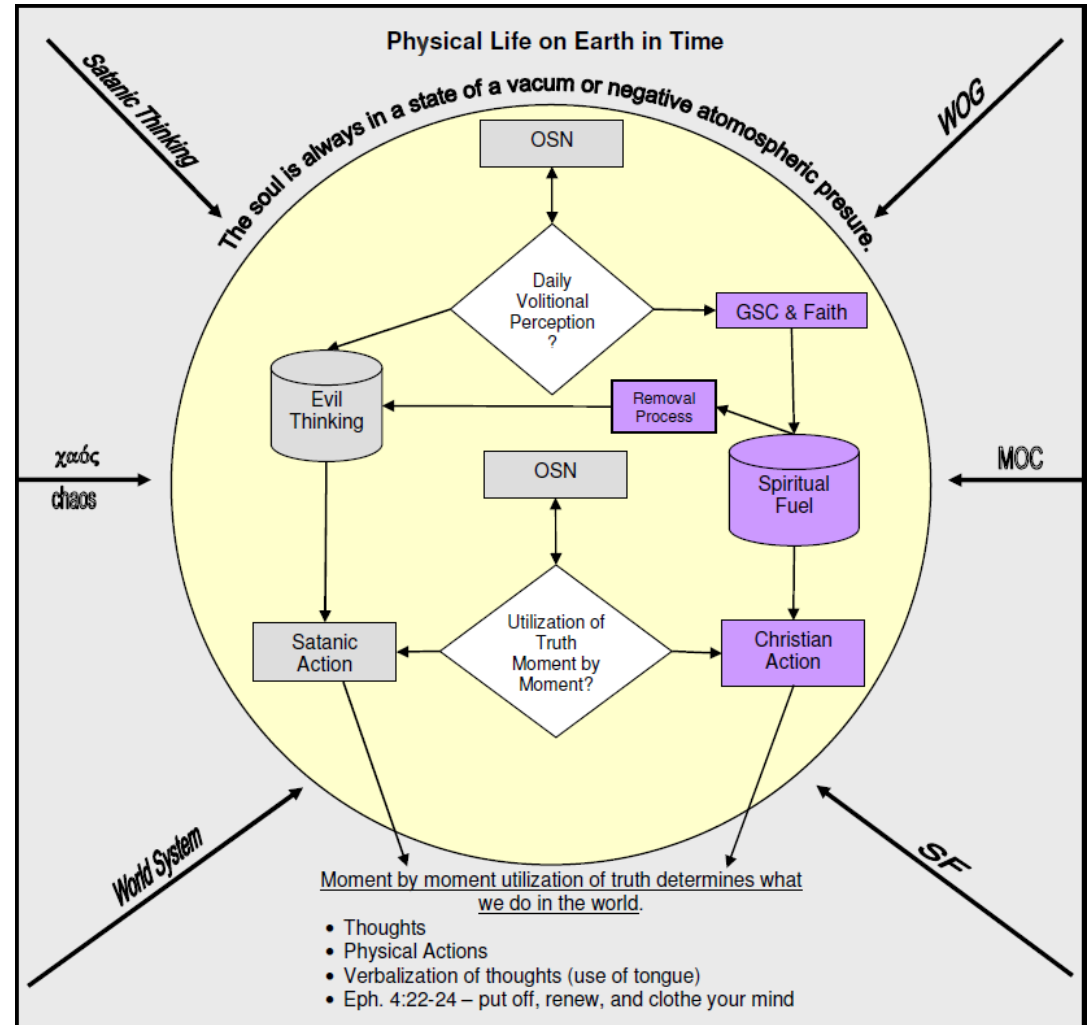 Physical Life on Earth in Time
Satanic Thinking
WOG
The soul is always in a state of a vacum or negative atomospheric presure.
OSN
Daily
Volitional
Perception
?
GSC & Faith
Evil
Thinking
Removal
Process
χαός
chaos
OSN
Spiritual
Fuel
MOC
Satanic
Action
Utilization of
Truth
Moment by
Moment?
Christian
Action
World System
SF
Moment by moment utilization of truth determines what
we do in the world.
• Thoughts
• Physical Actions
• Verbalization of thoughts (use of tongue)
• Eph. 4:22-24 – put off, renew, and clothe your mind